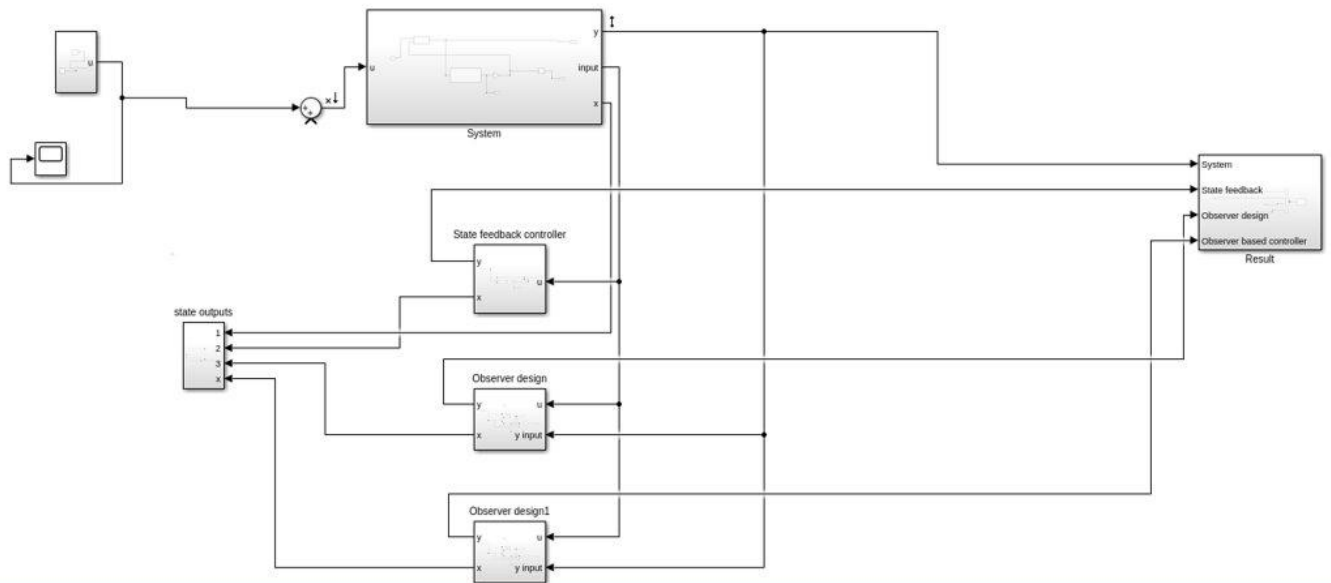 u
u
y
input
x
System
System
State feedback
Observer design
Observer based controller
Result
State feedback controller
y
x
u
state outputs
1
2
3
x
Observer design
y
x
u
y input
Observer design1
y
x
u
y input